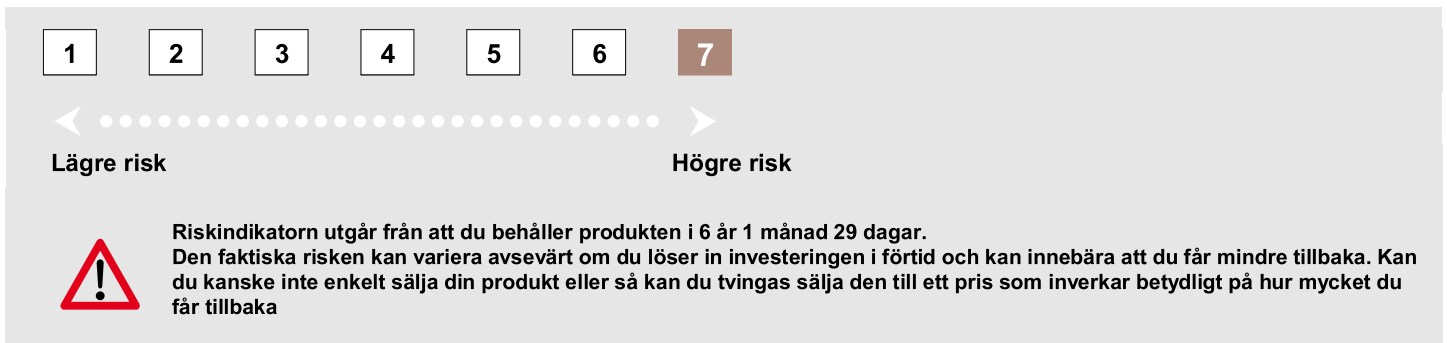 1 2 3 4 5 6 7
Lägre risk Högre risk
Riskindikatorn utgår från att du behåller produkten i 6 år 1 månad 29 dagar.
Den faktiska risken kan variera avsevärt om du löser in investeringen i förtid och kan innebära att du får mindre tillbaka. Kan
du kanske inte enkelt sälja din produkt eller så kan du tvingas sälja den till ett pris som inverkar betydligt på hur mycket du
får tillbaka